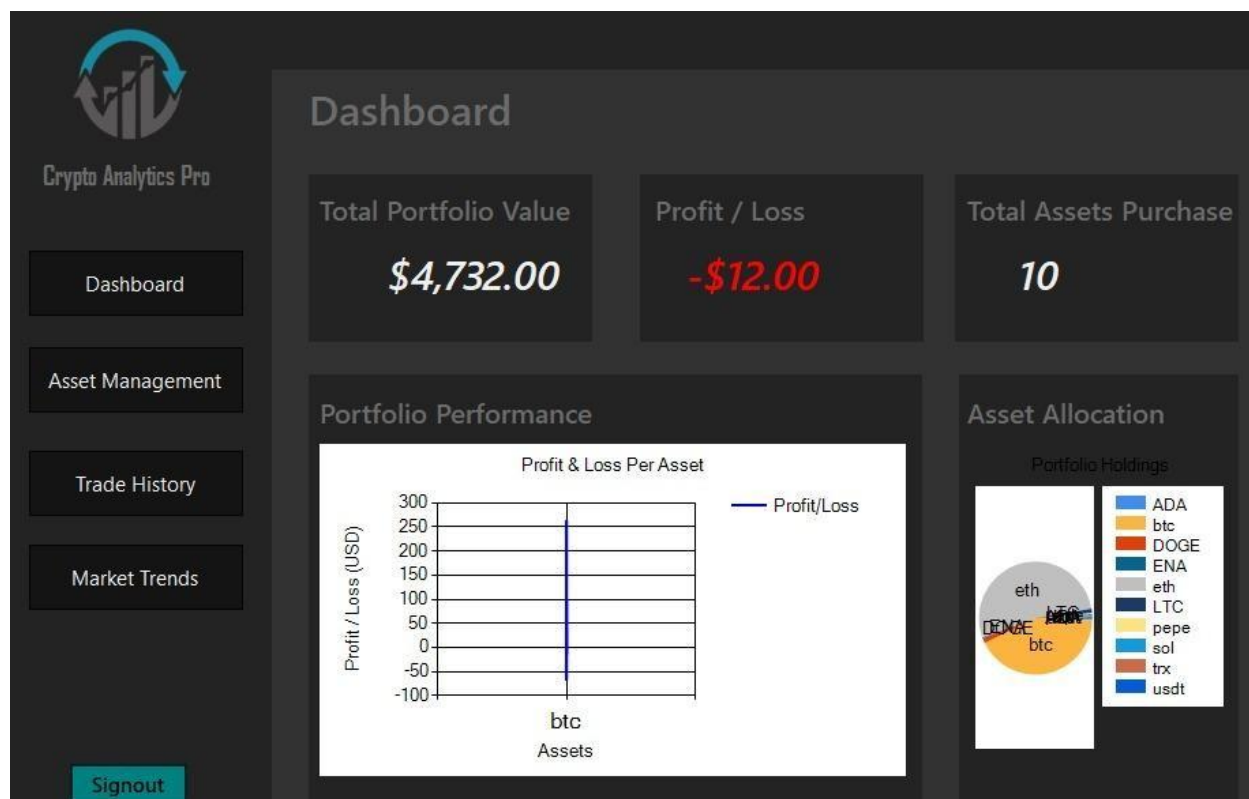 Crypto Analytics Pro
Dashboard
Asset Management
Trade History
Market Trends
Signout
Dashboard
Total Portfolio Value
$4,732.00
Profit / Loss
-$12.00
Total Assets Purchase
10
Portfolio Performance
Profit & Loss Per Asset
Profit / Loss (USD)
300
250
200
150
100
50
0
-50
-100
btc
Assets
Profit/Loss
Asset Allocation
Portfolio Holdings
eth
LTC
ENA
btc
ADA
btc
DOGE
ENA
eth
LTC
pepe
sol
trx
usdt